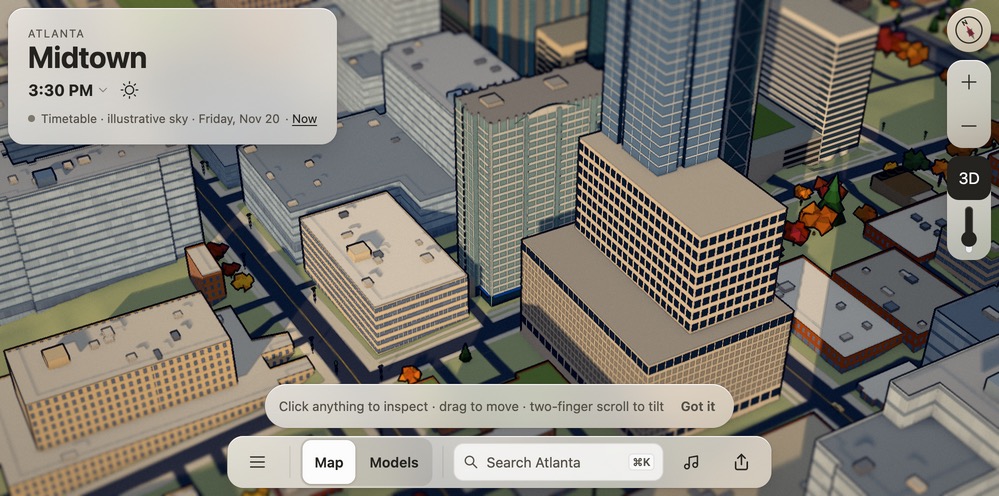 ATLANTA
Midtown
3:30 PM
Timetable · illustrative sky · Friday, Nov 20 · Now
N
3D
Click anything to inspect · drag to move · two-finger scroll to tilt Got it
Map Models Search Atlanta ⌘K